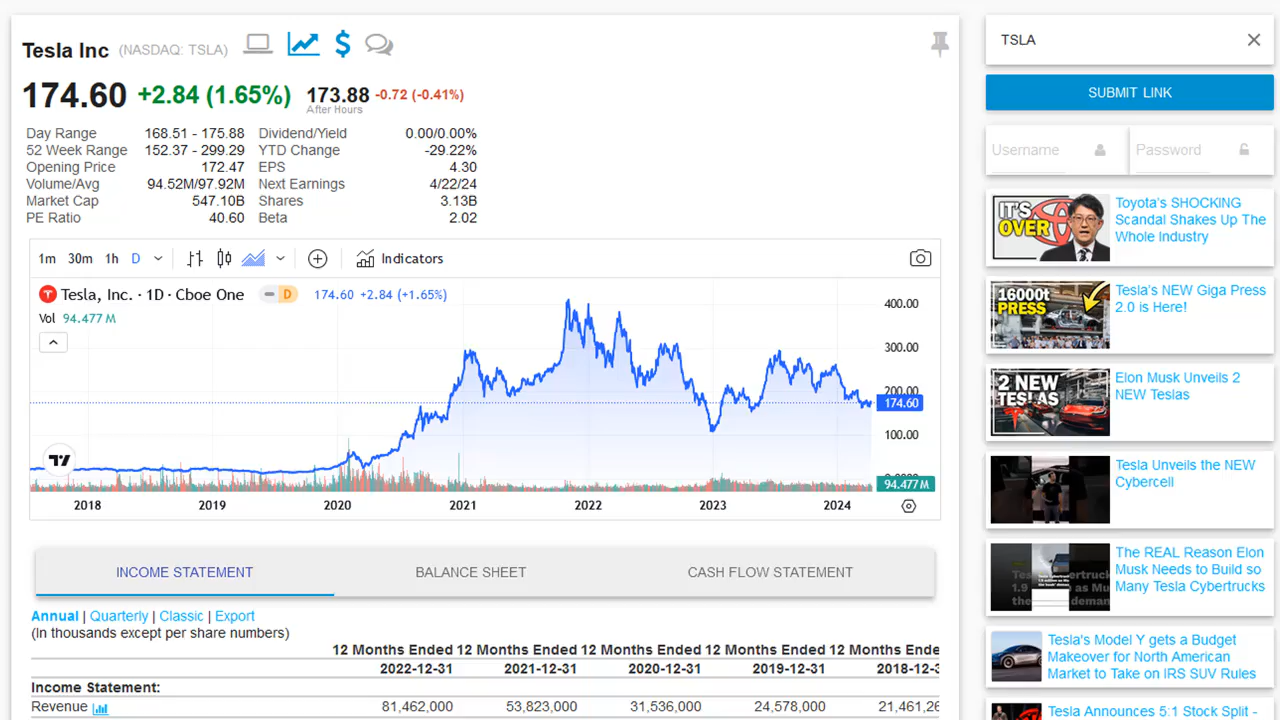 Tesla Inc (NASDAQ: TSLA)
174.60 +2.84 (1.65%) 173.88 -0.72 (-0.41%)
After Hours
Day Range 168.51 - 175.88 Dividend/Yield 0.00/0.00%
52 Week Range 152.37 - 299.29 YTD Change -29.22%
Opening Price 172.47 EPS 4.30
Volume/Avg 94.52M/97.92M Next Earnings 4/22/24
Market Cap 547.10B Shares 3.13B
PE Ratio 40.60 Beta 2.02
1m 30m 1h D Indicators
Tesla, Inc. · 1D · Cboe One D 174.60 +2.84 (+1.65%)
Vol 94.477 M
400.00
300.00
200.00
174.60
100.00
94.477M
2018 2019 2020 2021 2022 2023 2024
INCOME STATEMENT BALANCE SHEET CASH FLOW STATEMENT
Annual | Quarterly | Classic | Export
(In thousands except per share numbers)
12 Months Ended 12 Months Ended 12 Months Ended 12 Months Ended 12 Months Ende
2022-12-31 2021-12-31 2020-12-31 2019-12-31 2018-12-3
Income Statement:
Revenue 81,462,000 53,823,000 31,536,000 24,578,000 21,461,26
TSLA
SUBMIT LINK
Username Password
IT'S
OVER
Toyota's SHOCKING
Scandal Shakes Up The
Whole Industry
16000t
PRESS
Tesla's NEW Giga Press
2.0 is Here!
2 NEW
TESLAS
Elon Musk Unveils 2
NEW Teslas
Tesla Unveils the NEW
Cybercell
The REAL Reason Elon
Musk Needs to Build so
Many Tesla Cybertrucks
Tesla's Model Y gets a Budget
Makeover for North American
Market to Take on IRS SUV Rules
Tesla Announces 5:1 Stock Split -